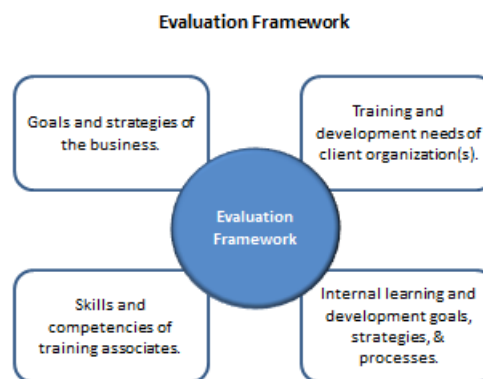 Evaluation Framework
Goals and strategies of
the business.
Training and
development needs of
client organization(s).
Evaluation
Framework
Skills and
competencies of
training associates.
Internal learning and
development goals,
strategies, &
processes.